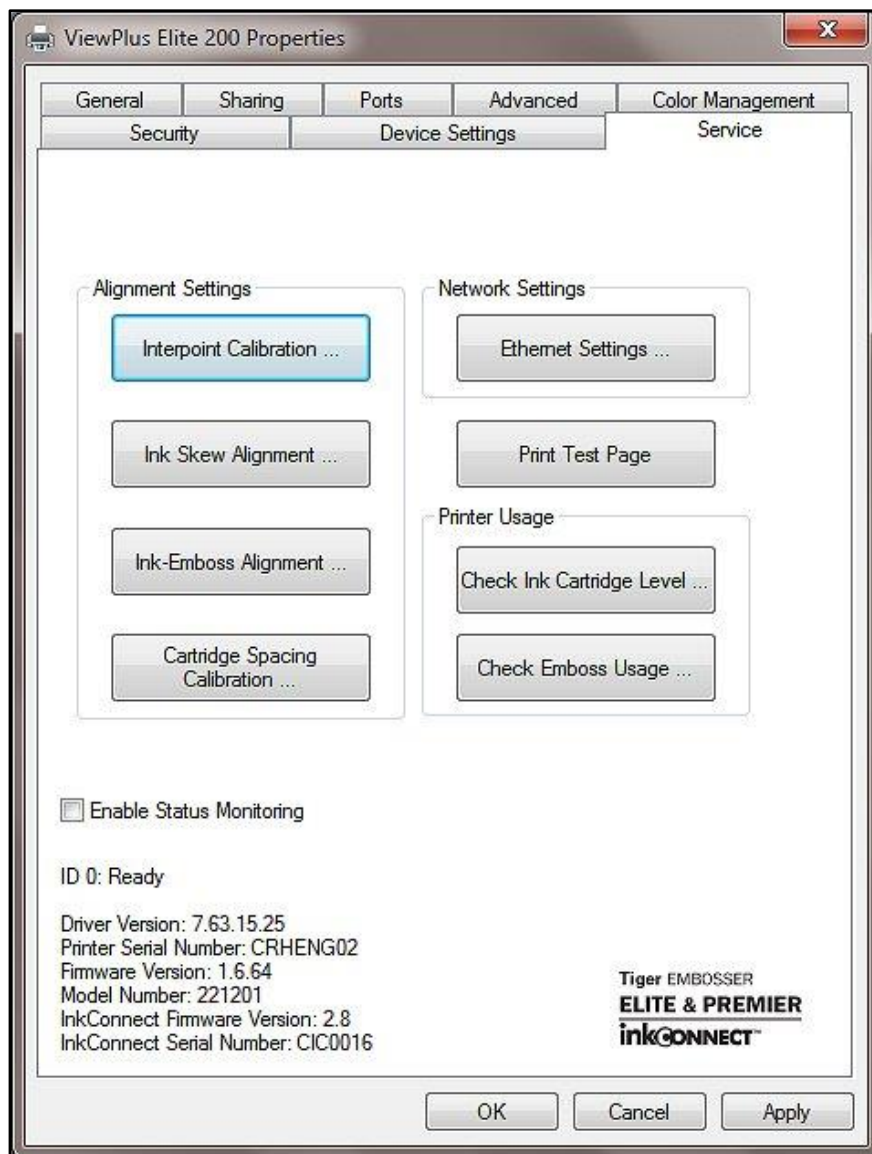 ViewPlus Elite 200 Properties
X
General
Sharing
Ports
Advanced
Color Management
Security
Device Settings
Service
Alignment Settings
Interpoint Calibration ...
Ink Skew Alignment ...
Ink-Emboss Alignment ...
Cartridge Spacing
Calibration ...
Network Settings
Ethernet Settings ...
Print Test Page
Printer Usage
Check Ink Cartridge Level ...
Check Emboss Usage ...
Enable Status Monitoring
ID 0: Ready
Driver Version: 7.63.15.25
Printer Serial Number: CRHENG02
Firmware Version: 1.6.64
Model Number: 221201
InkConnect Firmware Version: 2.8
InkConnect Serial Number: CIC0016
Tiger EMBOSSER
ELITE & PREMIER
inkCONNECT™
OK
Cancel
Apply